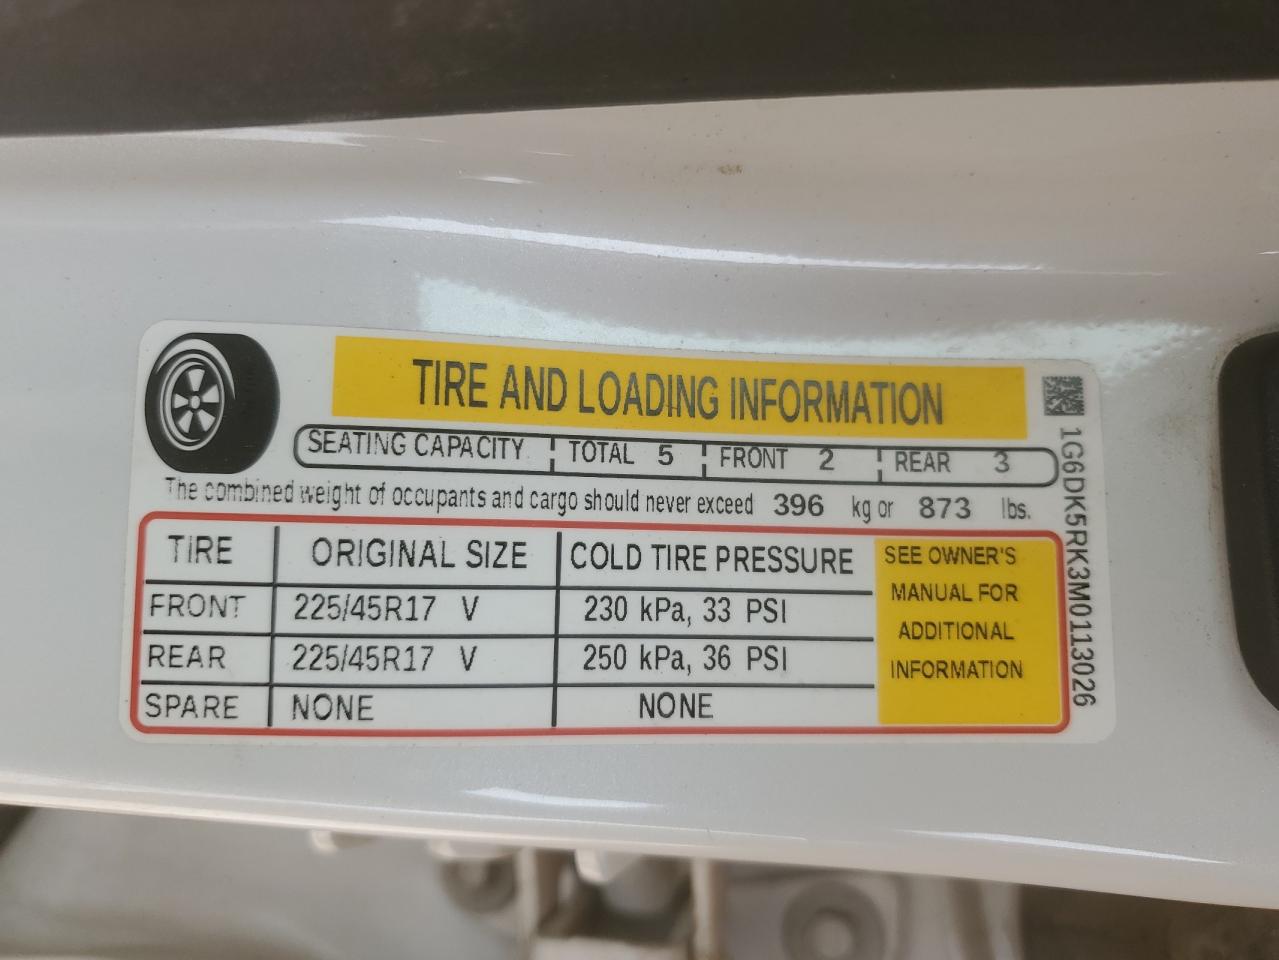 TIRE AND LOADING INFORMATION
SEATING CAPACITY TOTAL 5 FRONT 2 REAR 3
The combined weight of occupants and cargo should never exceed 396 kg or 873 lbs.
TIRE ORIGINAL SIZE COLD TIRE PRESSURE
FRONT 225/45R17 V 230 kPa, 33 PSI
REAR 225/45R17 V 250 kPa, 36 PSI
SPARE NONE NONE
SEE OWNER'S
MANUAL FOR
ADDITIONAL
INFORMATION
1G6DK5RK3M0113026